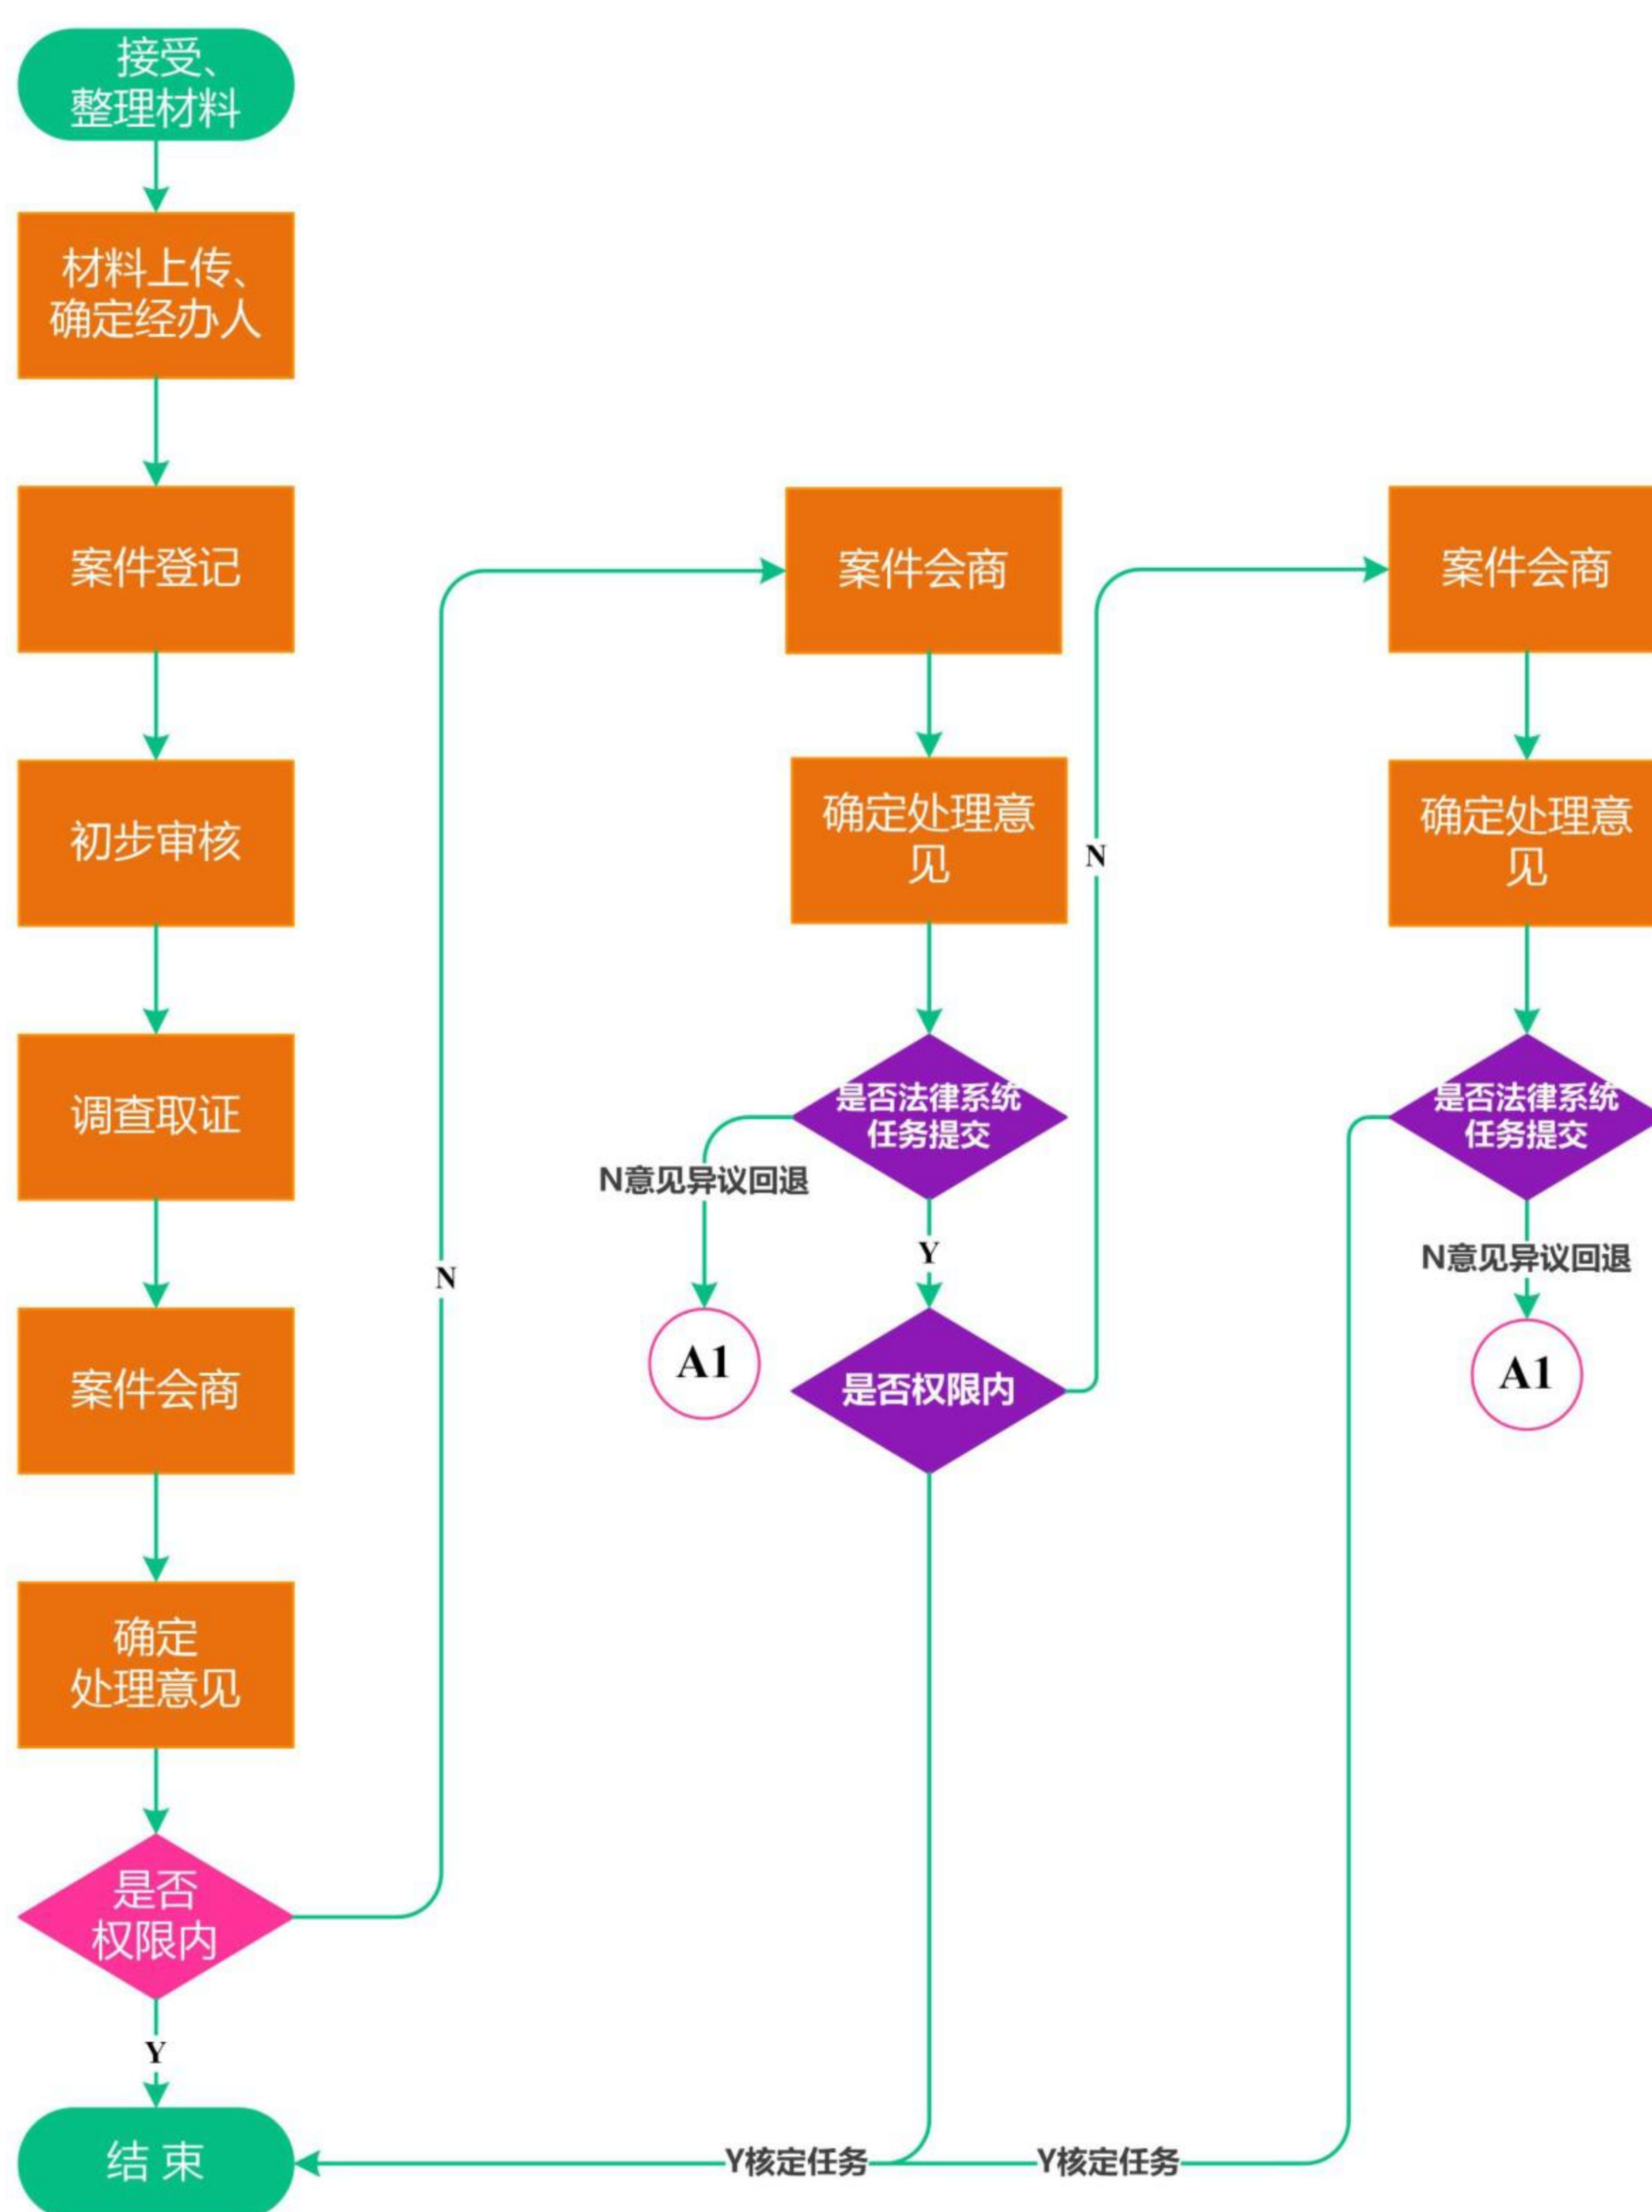 接受、
整理材料
材料上传、
确定经办人
案件登记
初步审核
调查取证
案件会商
确定
处理意见
是否
权限内
Y
结 束
N
案件会商
确定处理意
见
是否法律系统
任务提交
N意见异议回退
A1
Y
是否权限内
N
Y核定任务
案件会商
确定处理意
见
是否法律系统
任务提交
N意见异议回退
A1
Y核定任务